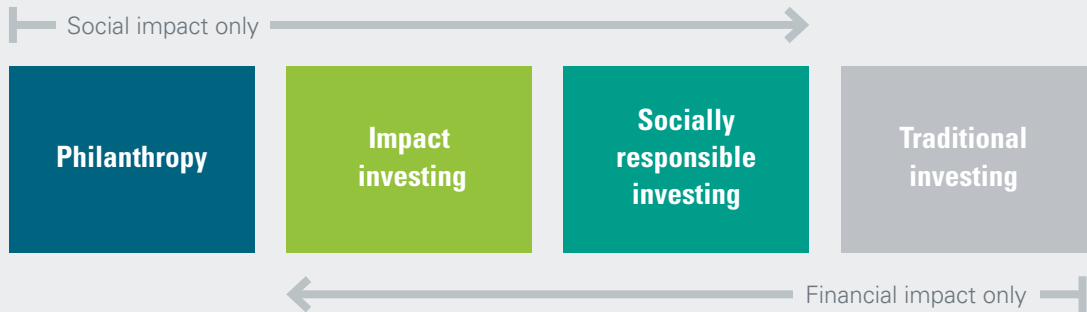 Social impact only
Philanthropy
Impact
investing
Socially
responsible
investing
Traditional
investing
Financial impact only